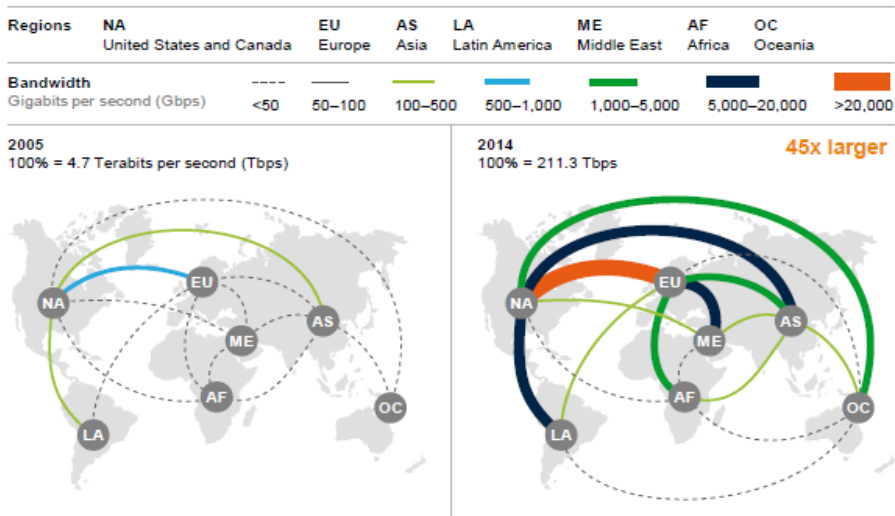 Regions NA EU AS LA ME AF OC
United States and Canada Europe Asia Latin America Middle East Africa Oceania
Bandwidth
Gigabits per second (Gbps) <50 50–100 100–500 500–1,000 1,000–5,000 5,000–20,000 >20,000
2005
100% = 4.7 Terabits per second (Tbps)
NA
EU
AS
ME
AF
OC
LA
2014
100% = 211.3 Tbps
45x larger
NA
EU
AS
ME
AF
OC
LA